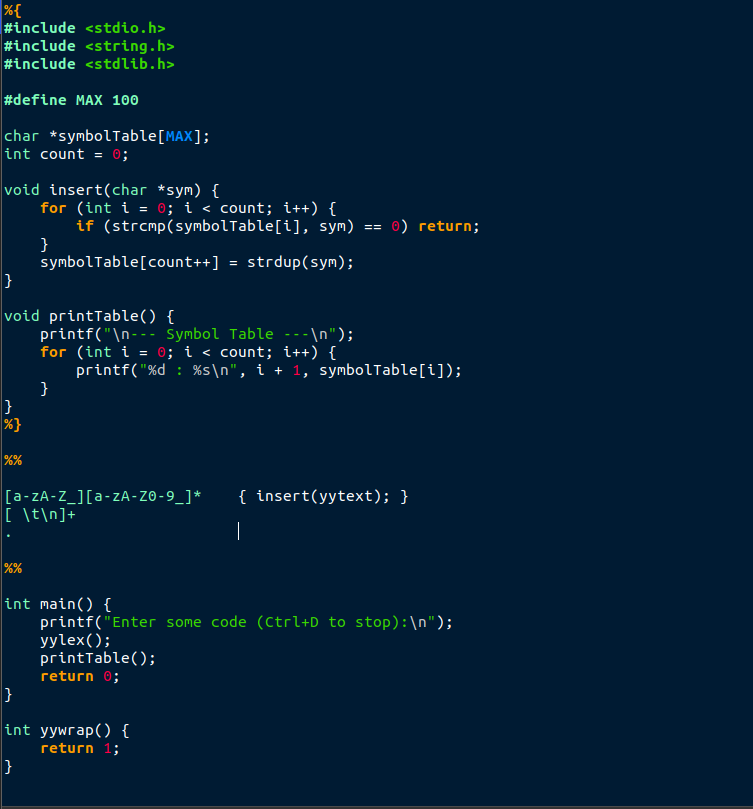 %{
#include <stdio.h>
#include <string.h>
#include <stdlib.h>

#define MAX 100

char *symbolTable[MAX];
int count = 0;

void insert(char *sym) {
    for (int i = 0; i < count; i++) {
        if (strcmp(symbolTable[i], sym) == 0) return;
    }
    symbolTable[count++] = strdup(sym);
}

void printTable() {
    printf("\n--- Symbol Table ---\n");
    for (int i = 0; i < count; i++) {
        printf("%d : %s\n", i + 1, symbolTable[i]);
    }
}
%}

%%

[a-zA-Z_][a-zA-Z0-9_]*    { insert(yytext); }
[ \t\n]+
.

%%

int main() {
    printf("Enter some code (Ctrl+D to stop):\n");
    yylex();
    printTable();
    return 0;
}

int yywrap() {
    return 1;
}